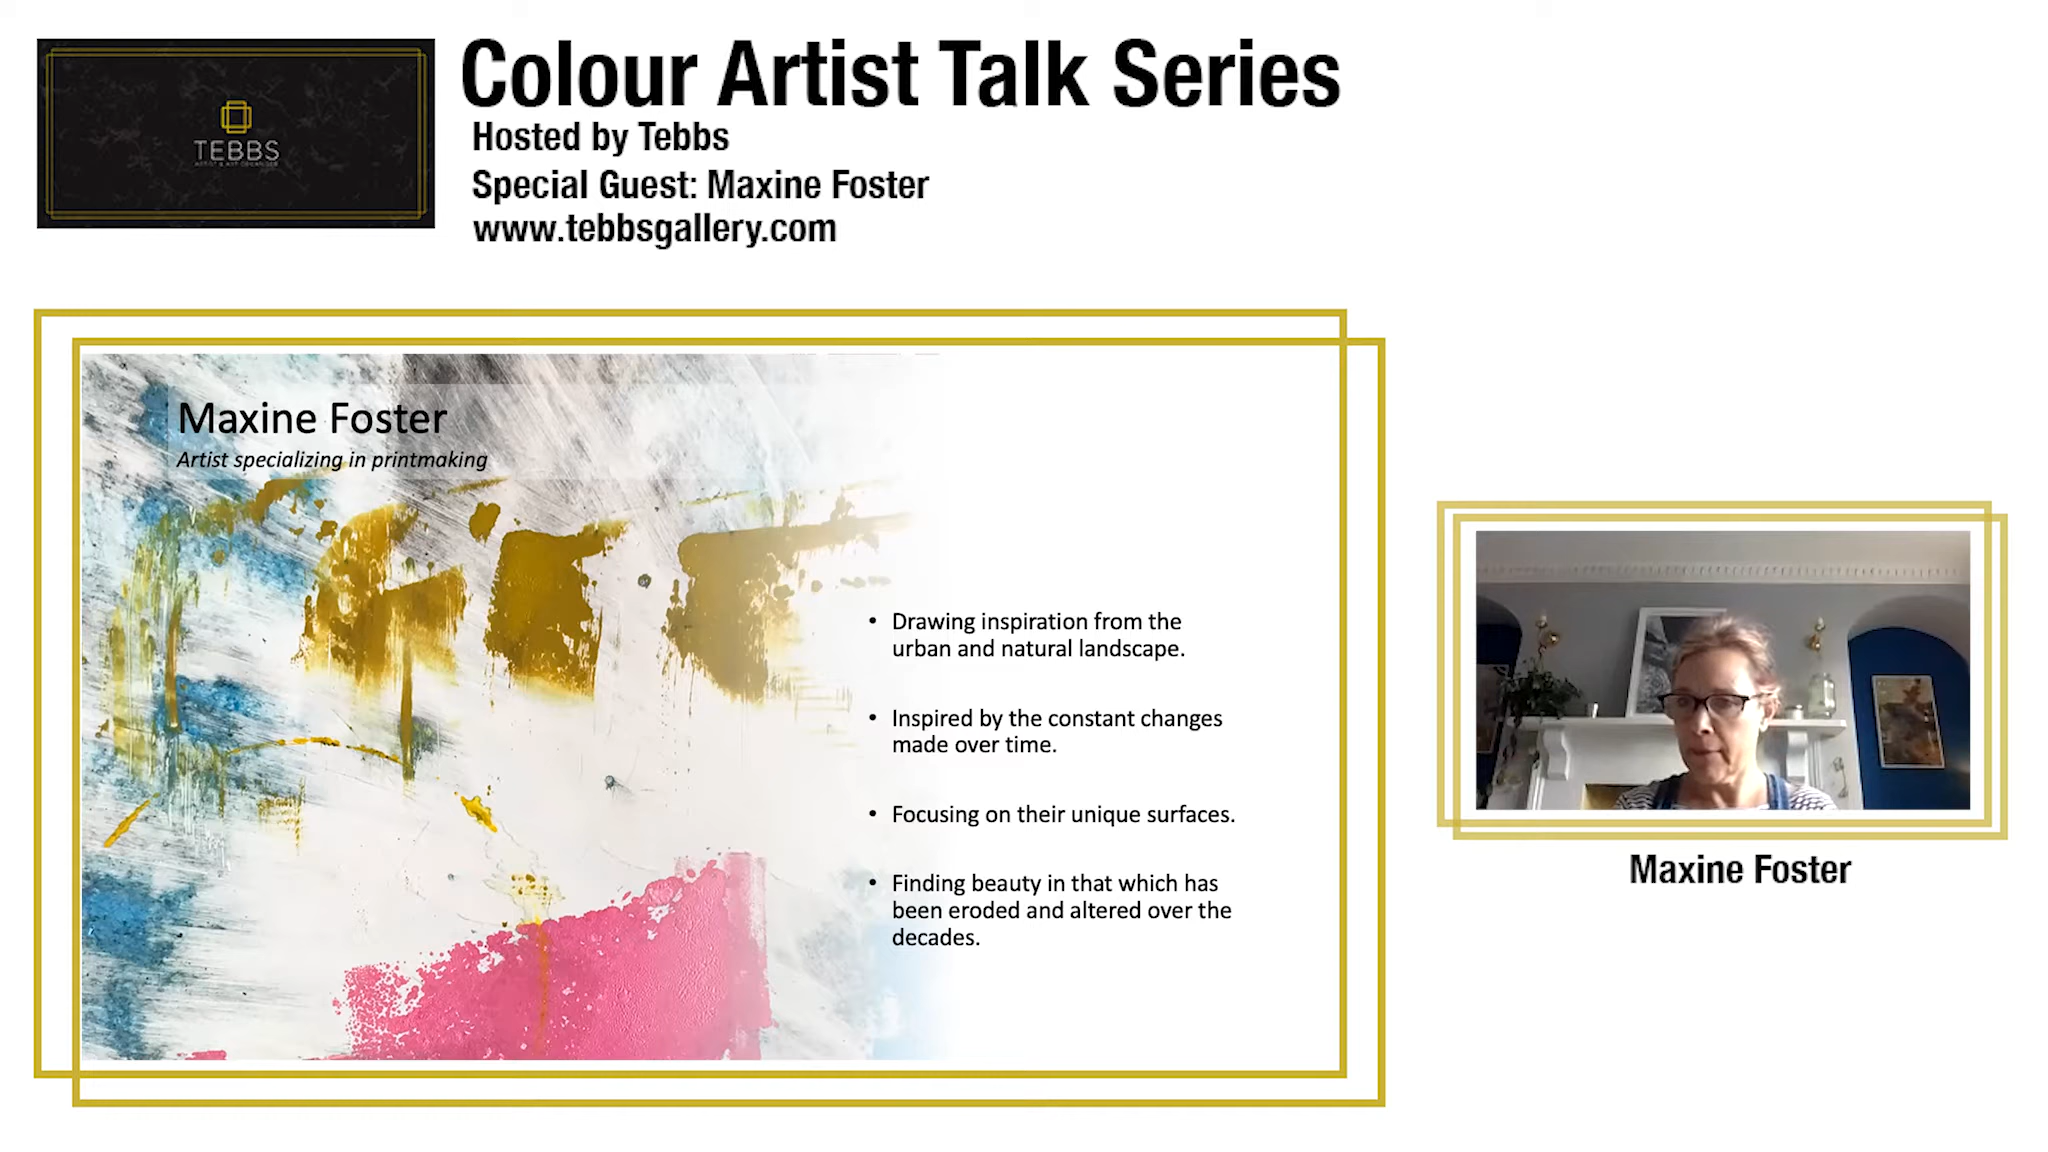 TEBBS
ARTIST & ART ORGANISER
Colour Artist Talk Series
Hosted by Tebbs
Special Guest: Maxine Foster
www.tebbsgallery.com
Maxine Foster
Artist specializing in printmaking
• Drawing inspiration from the
urban and natural landscape.
• Inspired by the constant changes
made over time.
• Focusing on their unique surfaces.
• Finding beauty in that which has
been eroded and altered over the
decades.
Maxine Foster